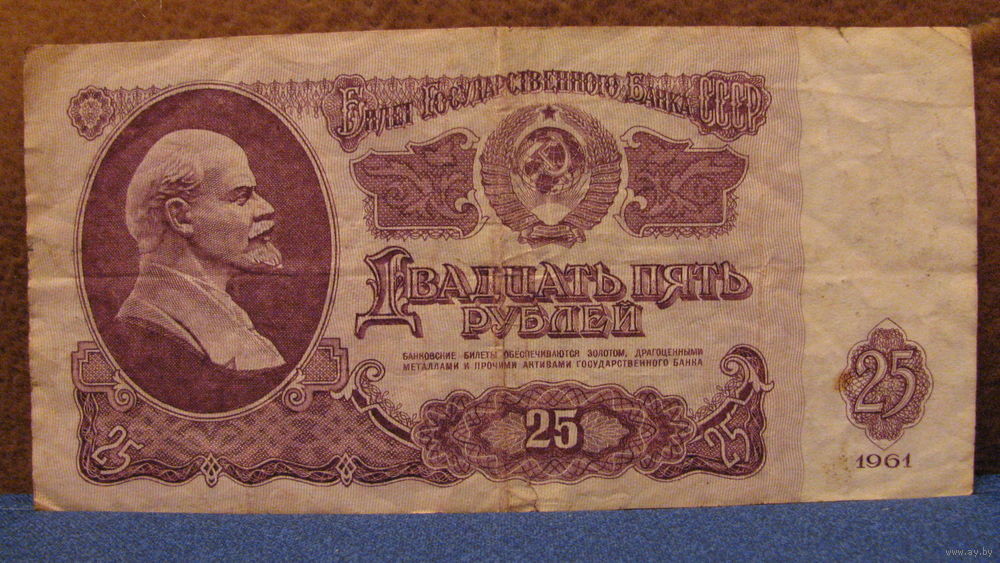 Билет Государственного Банка СССР
Двадцать пять
рублей
БАНКОВСКИЕ БИЛЕТЫ ОБЕСПЕЧИВАЮТСЯ ЗОЛОТОМ, ДРАГОЦЕННЫМИ
МЕТАЛЛАМИ И ПРОЧИМИ АКТИВАМИ ГОСУДАРСТВЕННОГО БАНКА
25
25
25
25
1961
www.ay.by